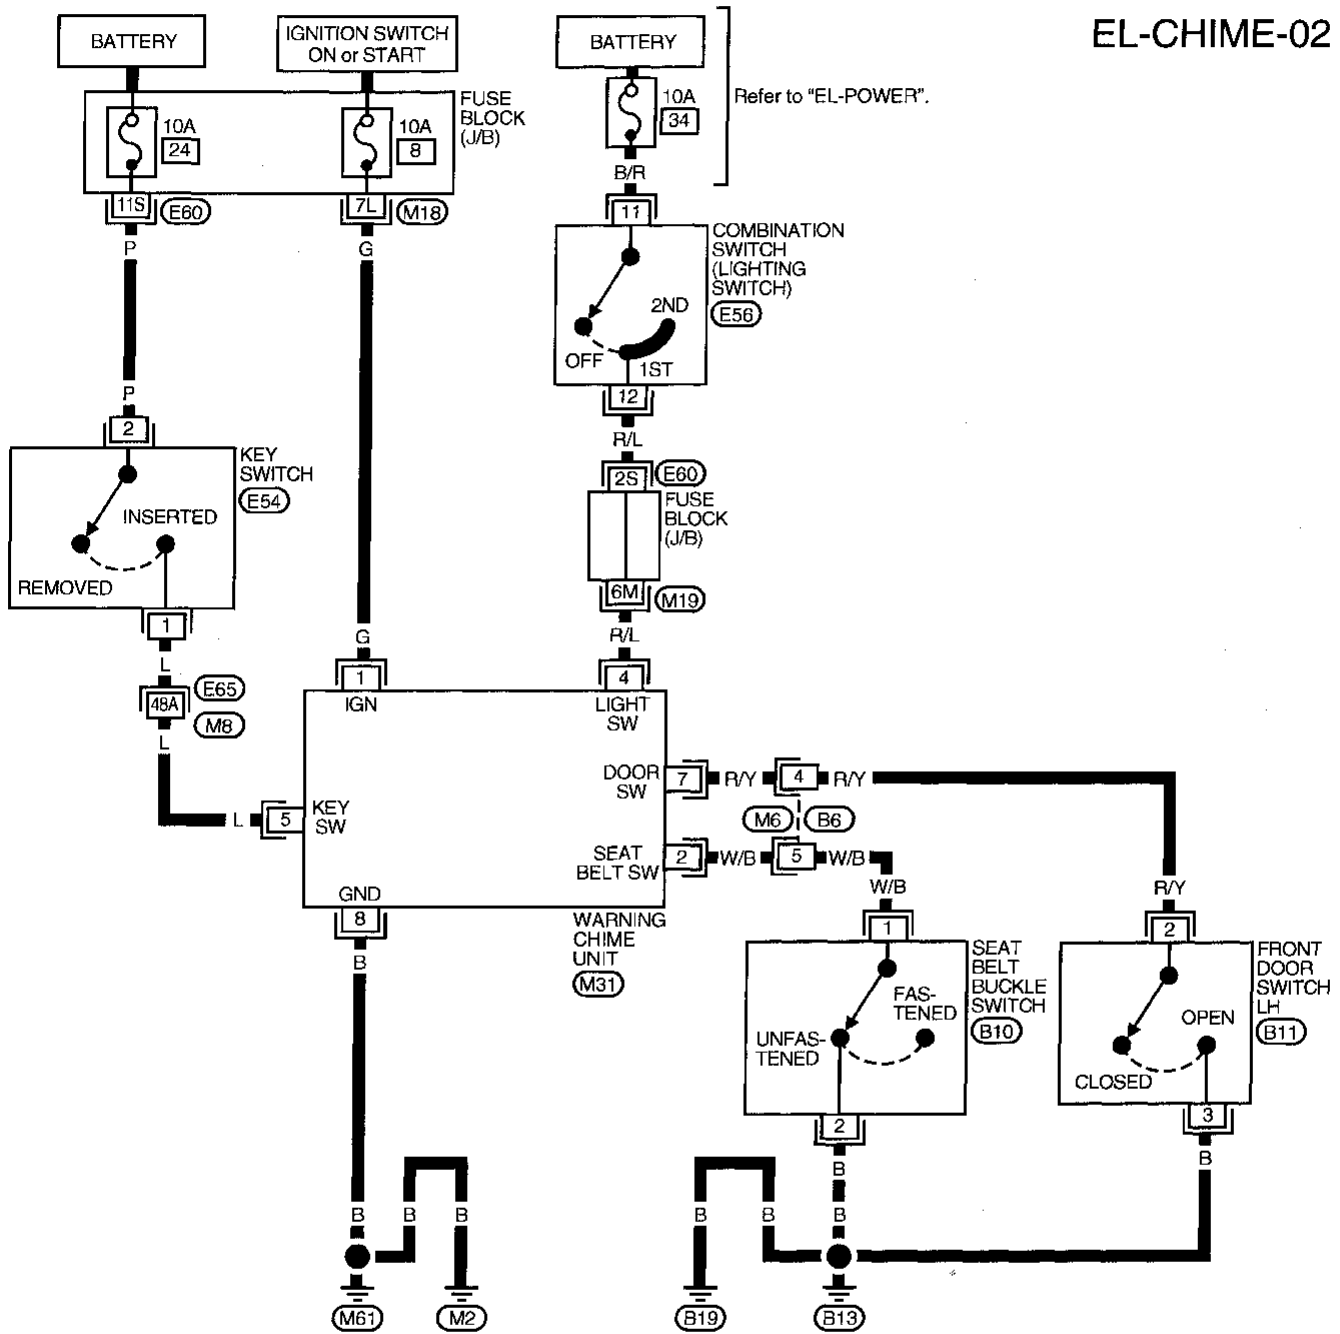 EL-CHIME-02
BATTERY
IGNITION SWITCH
ON or START
BATTERY
Refer to "EL-POWER".
10A
24
10A
8
FUSE
BLOCK
(J/B)
10A
34
B/R
11S
E60
7L
M18
11
P
G
COMBINATION
SWITCH
(LIGHTING
SWITCH)
E56
2ND
OFF
1ST
12
P
2
R/L
KEY
SWITCH
E54
INSERTED
REMOVED
2S
E60
FUSE
BLOCK
(J/B)
6M
M19
1
G
R/L
L
1
4
48A
E65
M8
IGN
LIGHT
SW
L
DOOR
SW
7
R/Y
4
R/Y
L
5
KEY
SW
M6
B6
SEAT
BELT SW
2
W/B
5
W/B
GND
8
W/B
R/Y
WARNING
CHIME
UNIT
M31
1
2
B
SEAT
BELT
BUCKLE
SWITCH
B10
FRONT
DOOR
SWITCH
LH
B11
FAS-
TENED
UNFAS-
TENED
OPEN
CLOSED
2
3
B
B
B
B
B
B
B
B
M61
M2
B19
B13